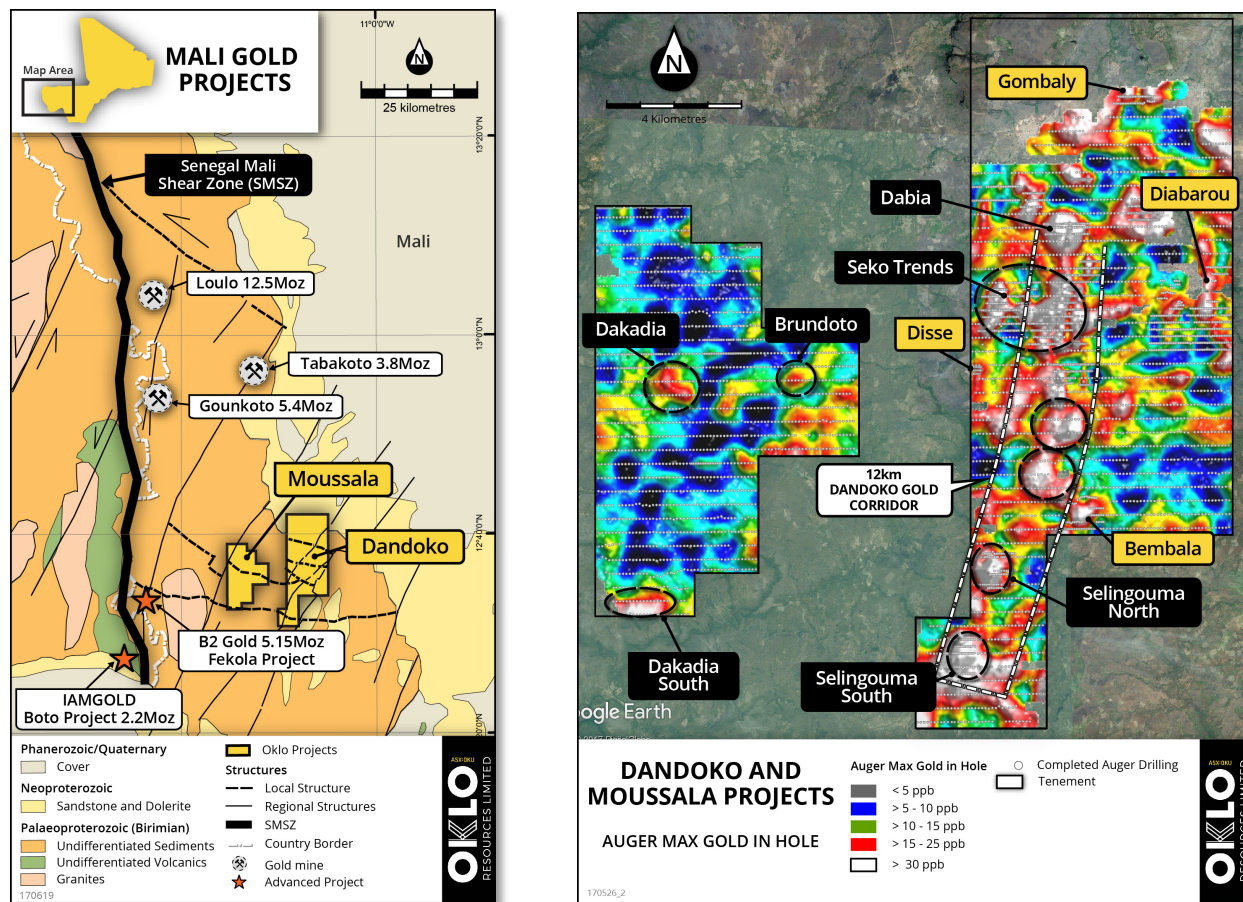 Map Area
MALI GOLD
PROJECTS
11°0'0"W
N
25 kilometres
13°20'0"N
Senegal Mali
Shear Zone (SMSZ)
Mali
Loulo 12.5Moz
13°0'0"N
Tabakoto 3.8Moz
Gounkoto 5.4Moz
Moussala
Dandoko
12°40'0"N
B2 Gold 5.15Moz
Fekola Project
IAMGOLD
Boto Project 2.2Moz
20'0"N
Phanerozoic/Quaternary
Cover
Neoproterozoic
Sandstone and Dolerite
Palaeoproterozoic (Birimian)
Undifferentiated Sediments
Undifferentiated Volcanics
Granites
170619
Oklo Projects
Structures
Local Structure
Regional Structures
SMSZ
Country Border
Gold mine
Advanced Project
ASX:OKU
OKLO
RESOURCES LIMITED
N
4 Kilometres
Gombaly
Dabia
Diabarou
Seko Trends
Dakadia
Brundoto
Disse
12km
DANDOKO GOLD
CORRIDOR
Bembala
Selingouma
North
Dakadia
South
Selingouma
South
ogle Earth
DANDOKO AND
MOUSSALA PROJECTS
AUGER MAX GOLD IN HOLE
170526_2
Auger Max Gold in Hole
< 5 ppb
> 5 - 10 ppb
> 10 - 15 ppb
> 15 - 25 ppb
> 30 ppb
Completed Auger Drilling
Tenement
ASX:OKU
OKLO
RESOURCES LIMITED